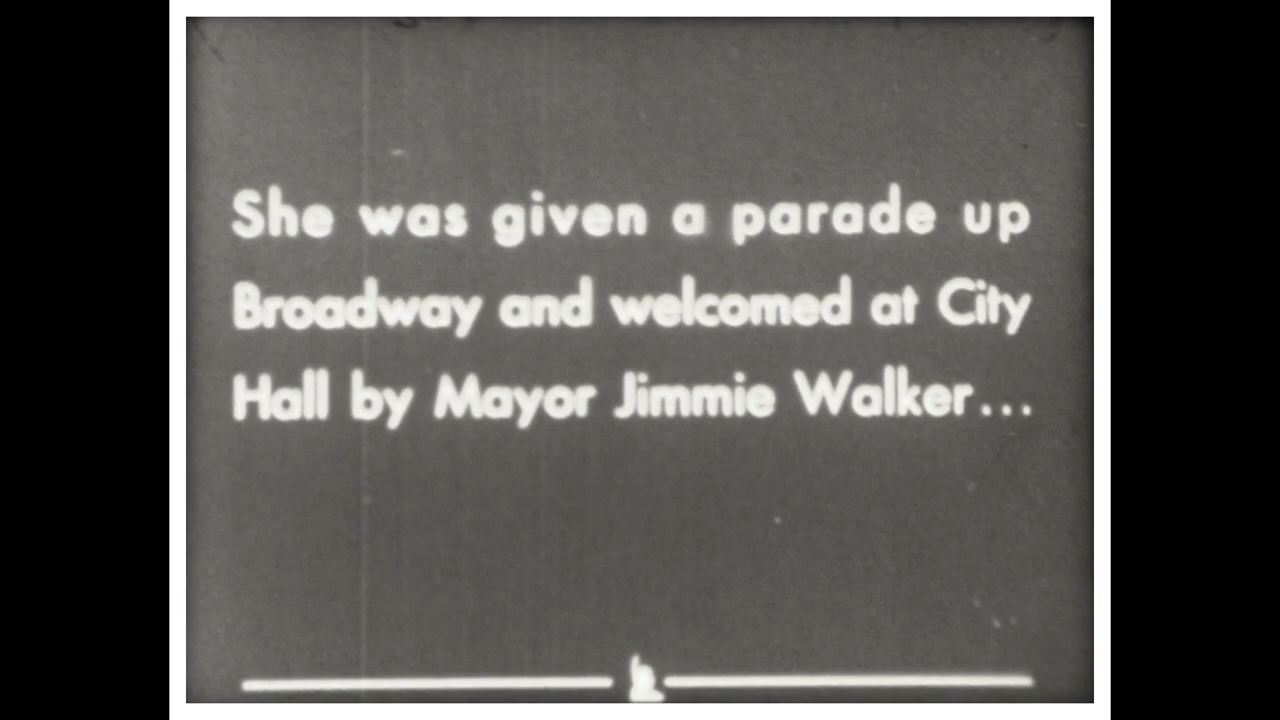 She was given a parade up
Broadway and welcomed at City
Hall by Mayor Jimmie Walker...